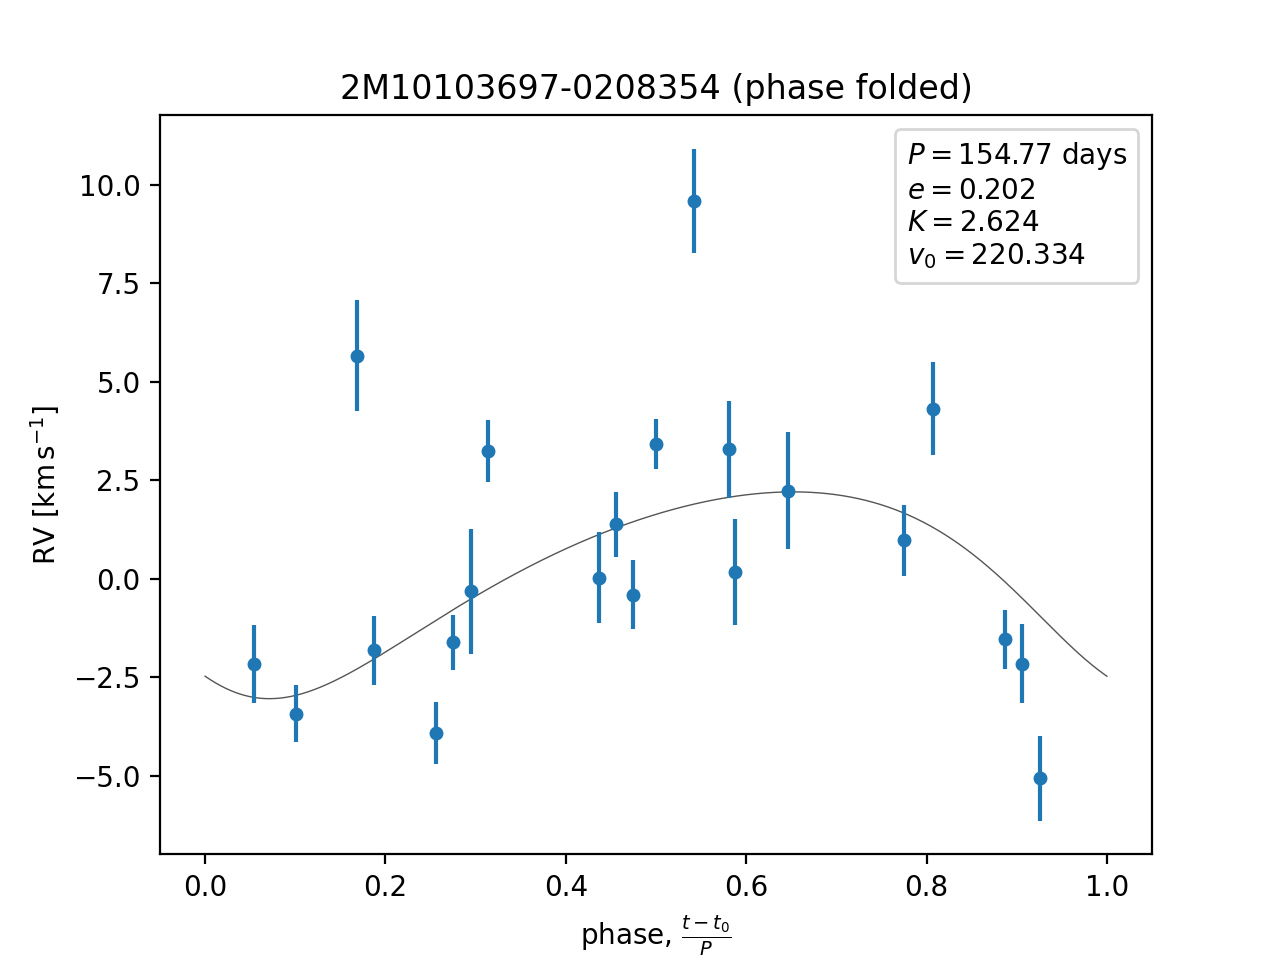 2M10103697-0208354 (phase folded)
P = 154.77 days
e = 0.202
K = 2.624
v₀ = 220.334
10.0
7.5
5.0
2.5
0.0
−2.5
−5.0
RV [km s⁻¹]
0.0 0.2 0.4 0.6 0.8 1.0
phase, (t − t₀)/P